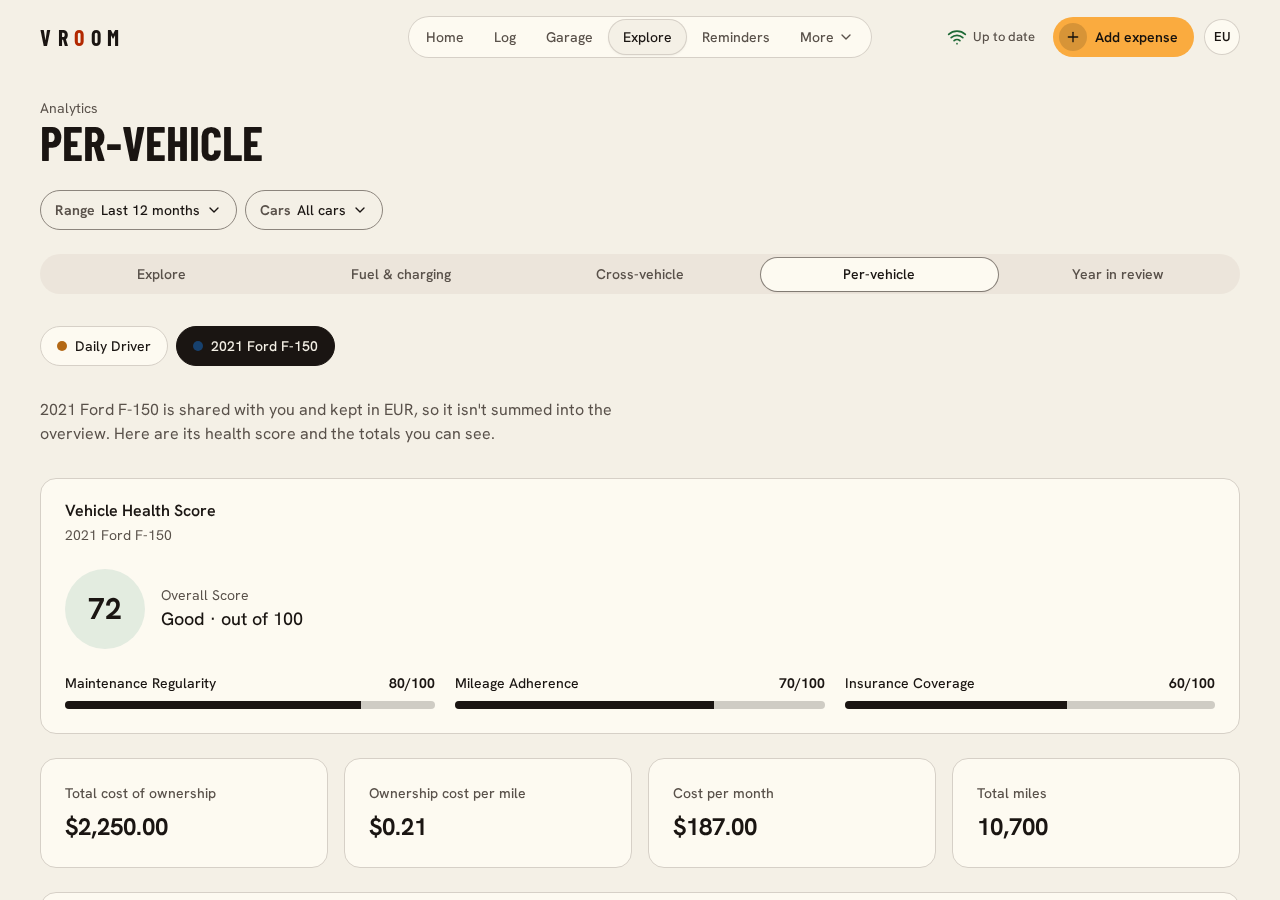 VROOM
Home
Log
Garage
Explore
Reminders
More
Up to date
Add expense
EU
Analytics
PER-VEHICLE
Range Last 12 months
Cars All cars
Explore
Fuel & charging
Cross-vehicle
Per-vehicle
Year in review
Daily Driver
2021 Ford F-150
2021 Ford F-150 is shared with you and kept in EUR, so it isn't summed into the
overview. Here are its health score and the totals you can see.
Vehicle Health Score
2021 Ford F-150
72
Overall Score
Good · out of 100
Maintenance Regularity 80/100
Mileage Adherence 70/100
Insurance Coverage 60/100
Total cost of ownership
$2,250.00
Ownership cost per mile
$0.21
Cost per month
$187.00
Total miles
10,700